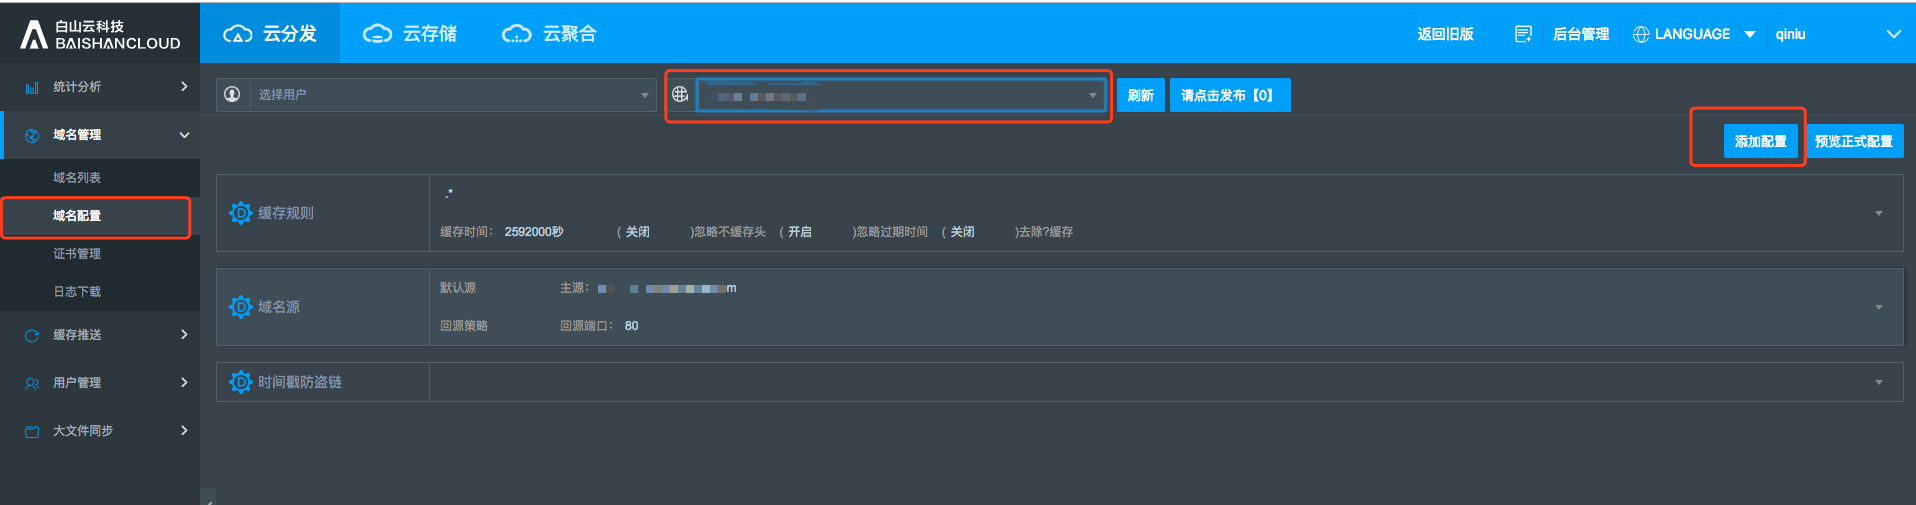 白山云科技
BAISHANCLOUD
云分发
云存储
云聚合
返回旧版
后台管理
LANGUAGE
qiniu
统计分析
域名管理
域名列表
域名配置
证书管理
日志下载
缓存推送
用户管理
大文件同步
选择用户
刷新
请点击发布【0】
添加配置
预览正式配置
缓存规则
.*
缓存时间: 2592000秒 ( 关闭 )忽略不缓存头 ( 开启 )忽略过期时间 ( 关闭 )去除?缓存
域名源
默认源 主源: m
回源策略 回源端口: 80
时间戳防盗链